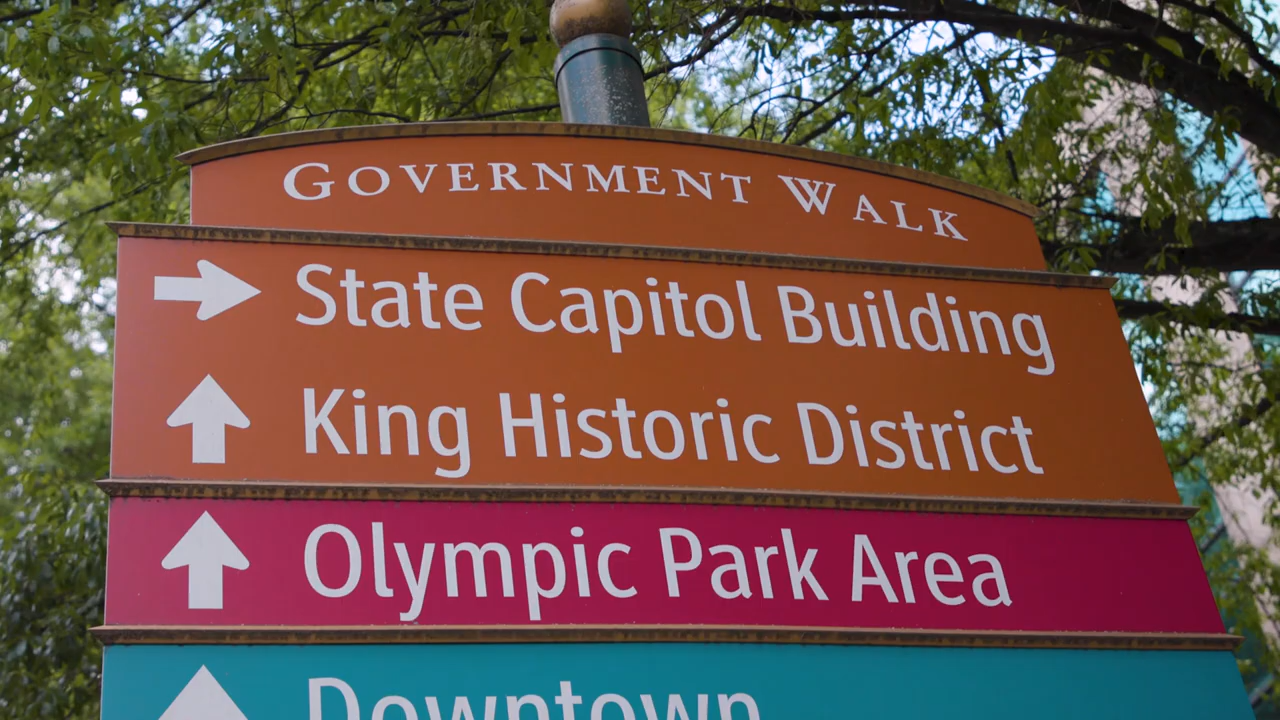 GOVERNMENT WALK
State Capitol Building
King Historic District
Olympic Park Area
Downtown